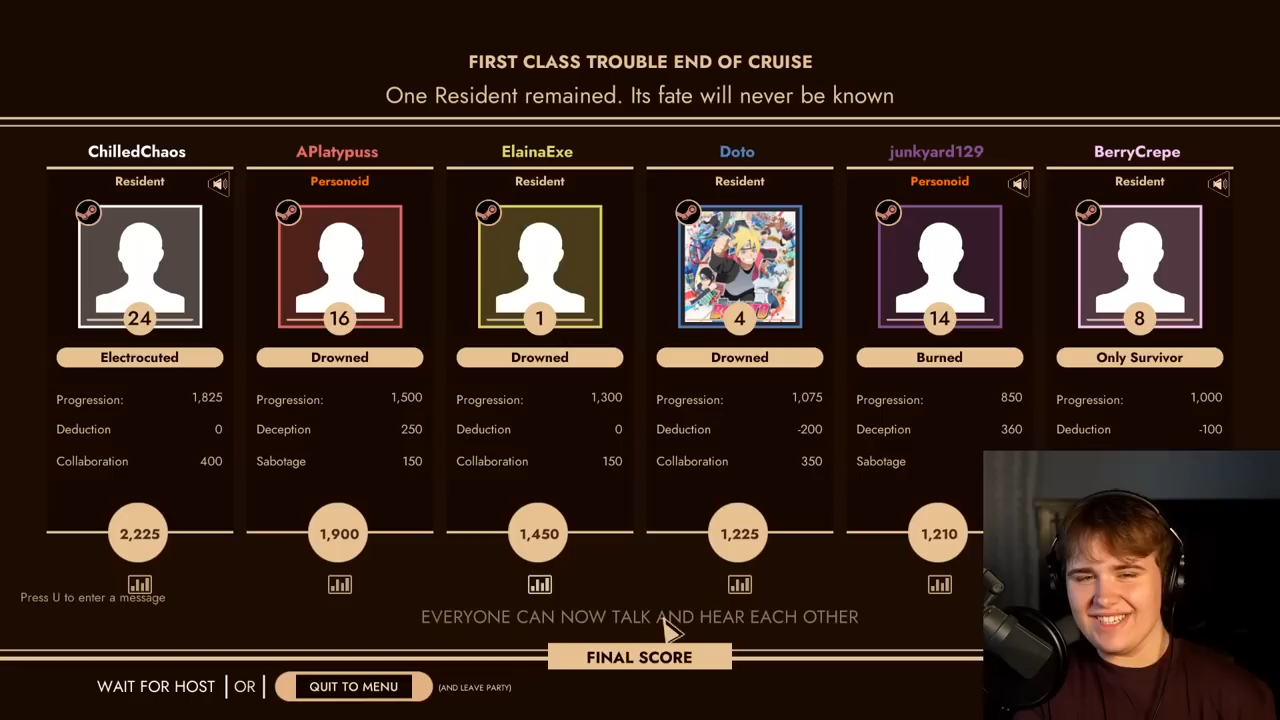 FIRST CLASS TROUBLE END OF CRUISE
One Resident remained. Its fate will never be known
ChilledChaos
APlatypuss
ElainaExe
Doto
junkyard129
BerryCrepe
Resident
Personoid
Resident
Resident
Personoid
Resident
24
16
1
4
14
8
Electrocuted
Drowned
Drowned
Drowned
Burned
Only Survivor
Progression: 1,825
Progression: 1,500
Progression: 1,300
Progression: 1,075
Progression: 850
Progression: 1,000
Deduction 0
Deception 250
Deduction 0
Deduction -200
Deception 360
Deduction -100
Collaboration 400
Sabotage 150
Collaboration 150
Collaboration 350
Sabotage
2,225
1,900
1,450
1,225
1,210
Press U to enter a message
EVERYONE CAN NOW TALK AND HEAR EACH OTHER
FINAL SCORE
WAIT FOR HOST | OR | QUIT TO MENU (AND LEAVE PARTY)